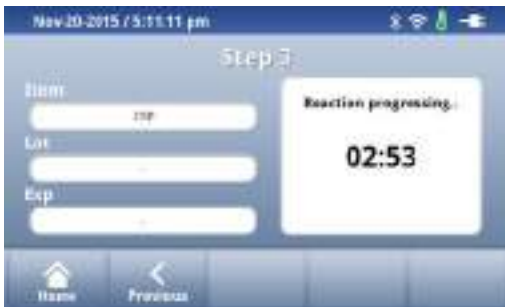 Nov-20-2015 / 5:11:11 pm
Step 3
Item
Lot
Exp
Reaction progressing..
02:53
Home
Previous